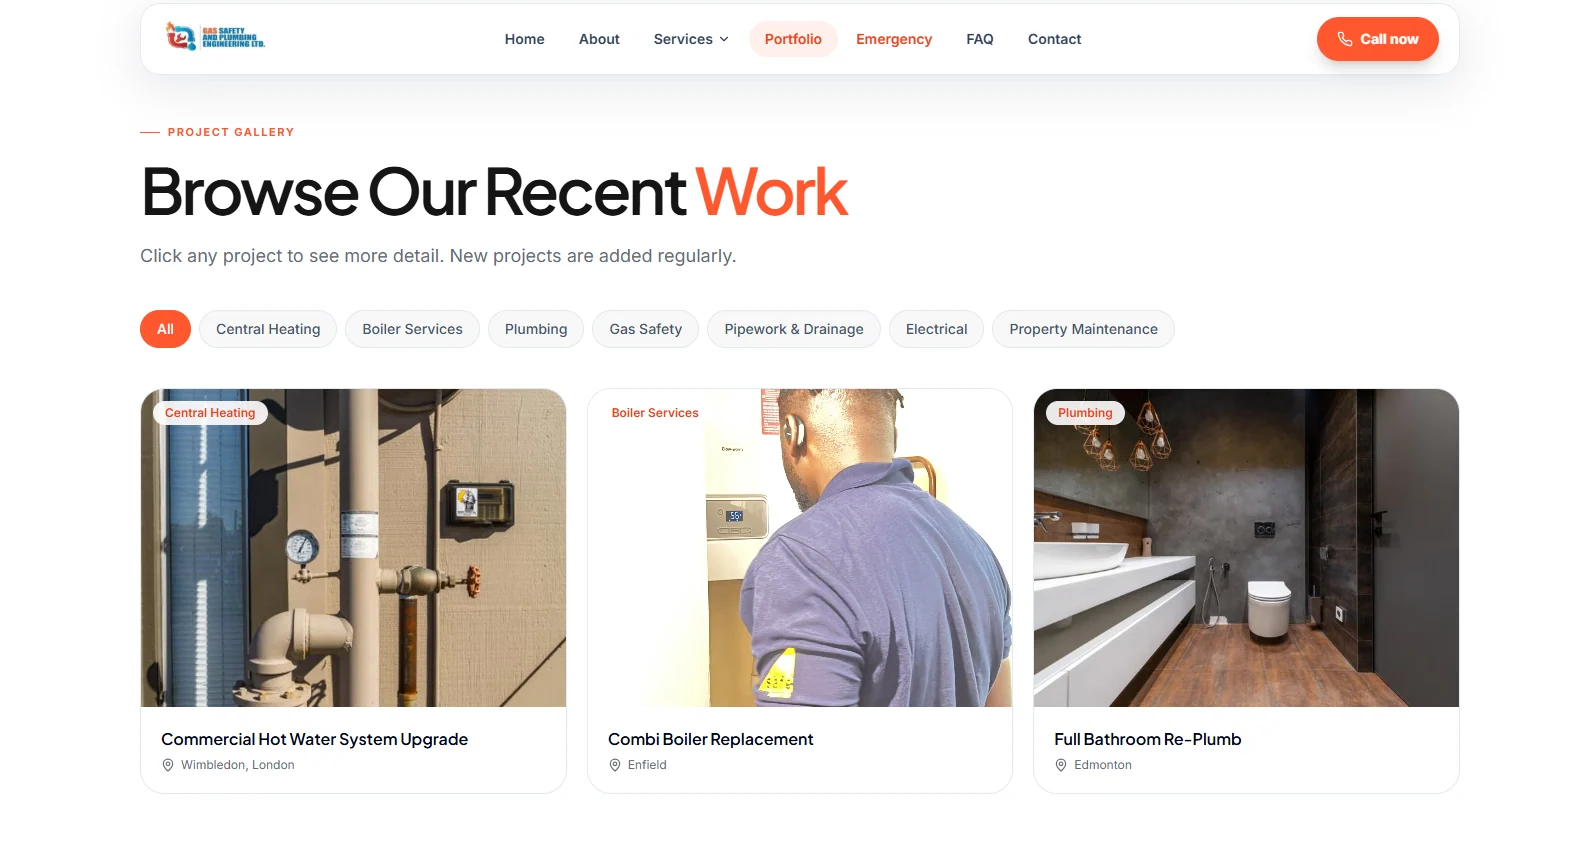 GAS SAFETY
AND PLUMBING
ENGINEERING LTD.
Home
About
Services
Portfolio
Emergency
FAQ
Contact
Call now
PROJECT GALLERY
Browse Our Recent Work
Click any project to see more detail. New projects are added regularly.
All
Central Heating
Boiler Services
Plumbing
Gas Safety
Pipework & Drainage
Electrical
Property Maintenance
Central Heating
Boiler Services
Plumbing
Commercial Hot Water System Upgrade
Wimbledon, London
Combi Boiler Replacement
Enfield
Full Bathroom Re-Plumb
Edmonton